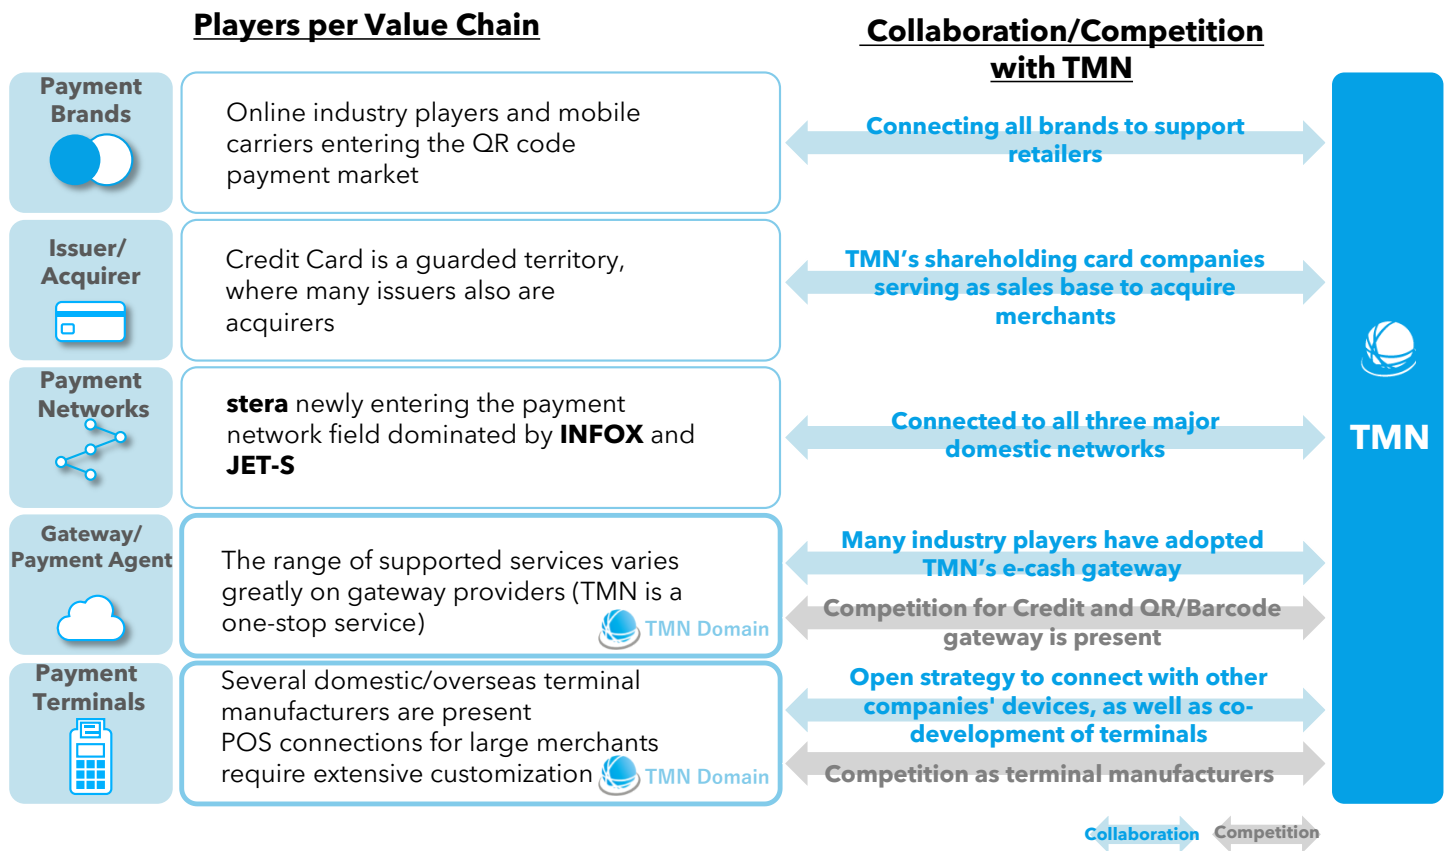 Players per Value Chain
Collaboration/Competition
with TMN
Payment
Brands
Online industry players and mobile
carriers entering the QR code
payment market
Connecting all brands to support
retailers
Issuer/
Acquirer
Credit Card is a guarded territory,
where many issuers also are
acquirers
TMN's shareholding card companies
serving as sales base to acquire
merchants
Payment
Networks
stera newly entering the payment
network field dominated by INFOX and
JET-S
Connected to all three major
domestic networks
Gateway/
Payment Agent
The range of supported services varies
greatly on gateway providers (TMN is a
one-stop service)
TMN Domain
Many industry players have adopted
TMN's e-cash gateway
Competition for Credit and QR/Barcode
gateway is present
Payment
Terminals
Several domestic/overseas terminal
manufacturers are present
POS connections for large merchants
require extensive customization
TMN Domain
Open strategy to connect with other
companies' devices, as well as co-
development of terminals
Competition as terminal manufacturers
TMN
Collaboration
Competition